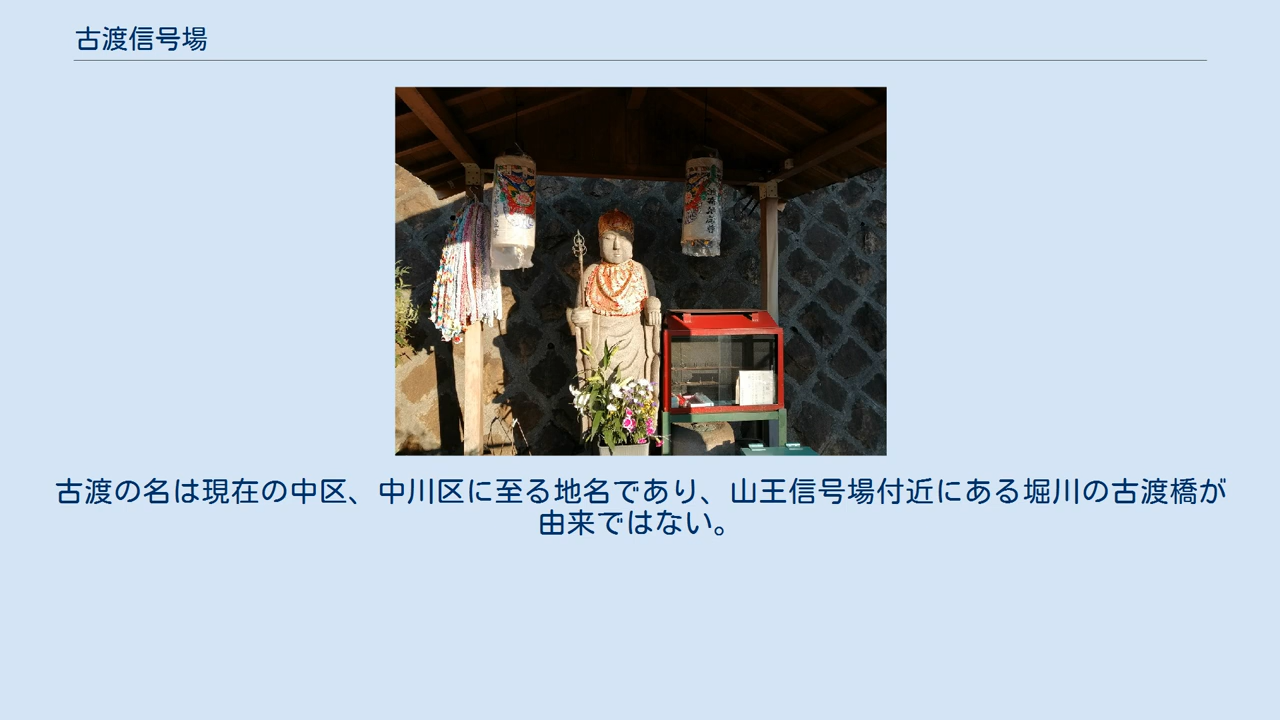 古渡信号場
古渡の名は現在の中区、中川区に至る地名であり、山王信号場付近にある堀川の古渡橋が
由来ではない。